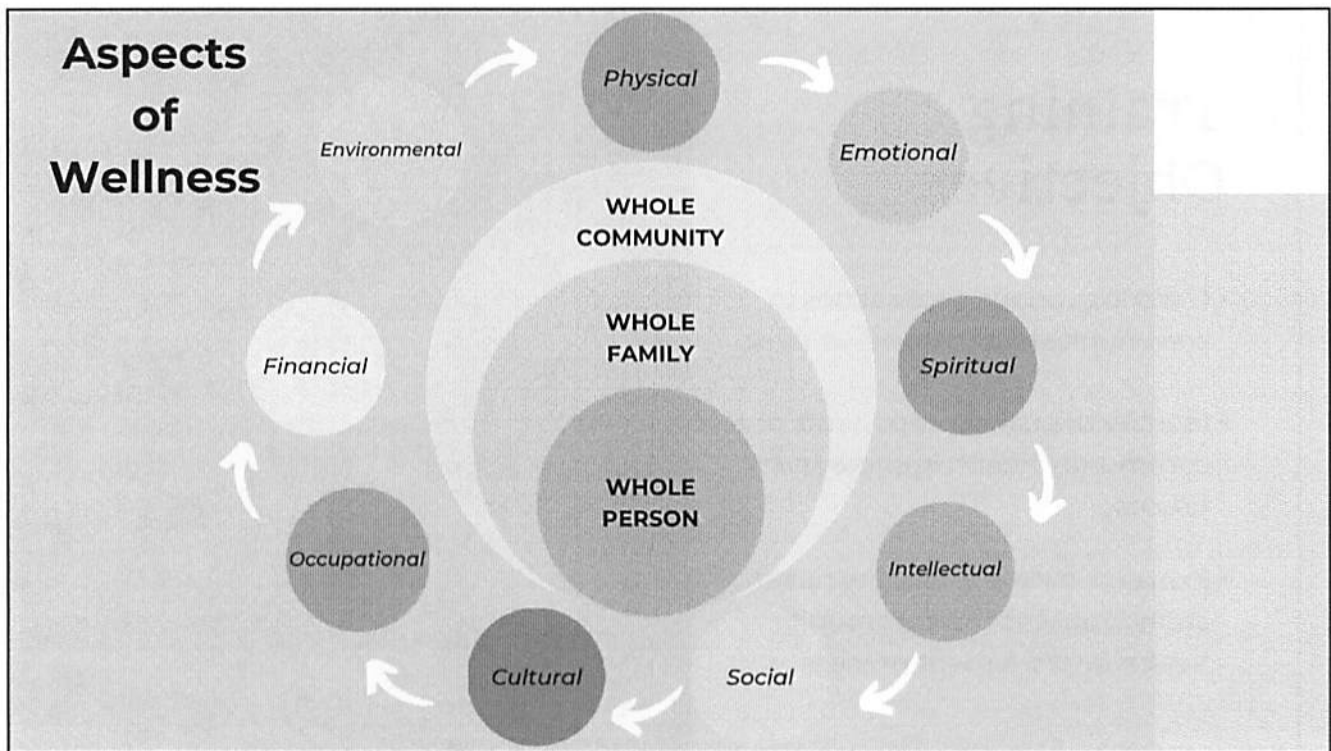 Aspects
of
Wellness
Physical
Emotional
Spiritual
Intellectual
Social
Cultural
Occupational
Financial
Environmental
WHOLE
COMMUNITY
WHOLE
FAMILY
WHOLE
PERSON